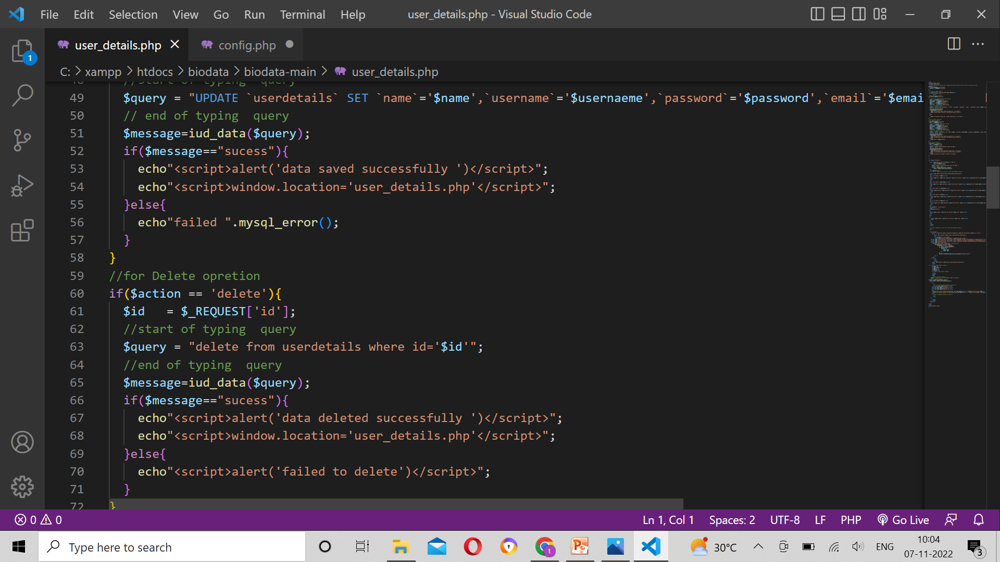 File Edit Selection View Go Run Terminal Help user_details.php - Visual Studio Code
user_details.php config.php
1
C: > xampp > htdocs > biodata > biodata-main > user_details.php
48 //start of typing  query
49 $query = "UPDATE `userdetails` SET `name`='$name',`username`='$usernaeme',`password`='$password',`email`='$emai
50 // end of typing  query
51 $message=iud_data($query);
52 if($message=="sucess"){
53 echo"<script>alert('data saved successfully ')</script>";
54 echo"<script>window.location='user_details.php'</script>";
55 }else{
56 echo"failed ".mysql_error();
57 }
58 }
59 //for Delete opretion
60 if($action == 'delete'){
61 $id   = $_REQUEST['id'];
62 //start of typing  query
63 $query = "delete from userdetails where id='$id'";
64 //end of typing  query
65 $message=iud_data($query);
66 if($message=="sucess"){
67 echo"<script>alert('data deleted successfully ')</script>";
68 echo"<script>window.location='user_details.php'</script>";
69 }else{
70 echo"<script>alert('failed to delete')</script>";
71 }
72 }
0 0 Ln 1, Col 1 Spaces: 2 UTF-8 LF PHP Go Live
Type here to search 30°C ENG 10:04
07-11-2022 3